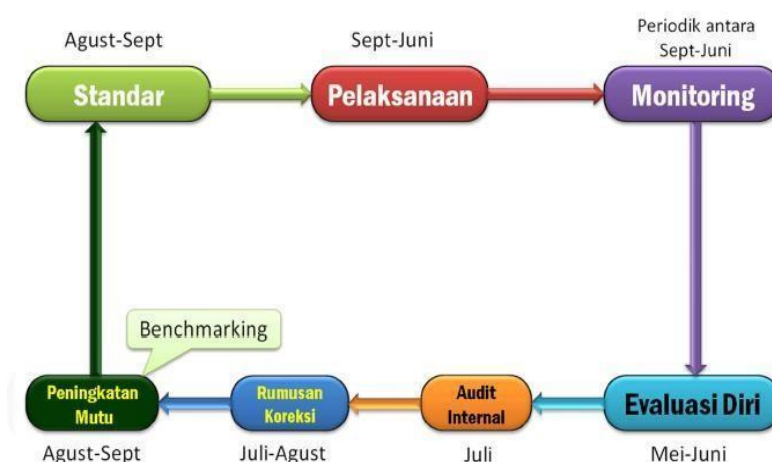 Agust-Sept
Sept-Juni
Periodik antara
Sept-Juni
Standar
Pelaksanaan
Monitoring
Benchmarking
Peningkatan
Mutu
Rumusan
Koreksi
Audit
Internal
Evaluasi Diri
Agust-Sept
Juli-Agust
Juli
Mei-Juni